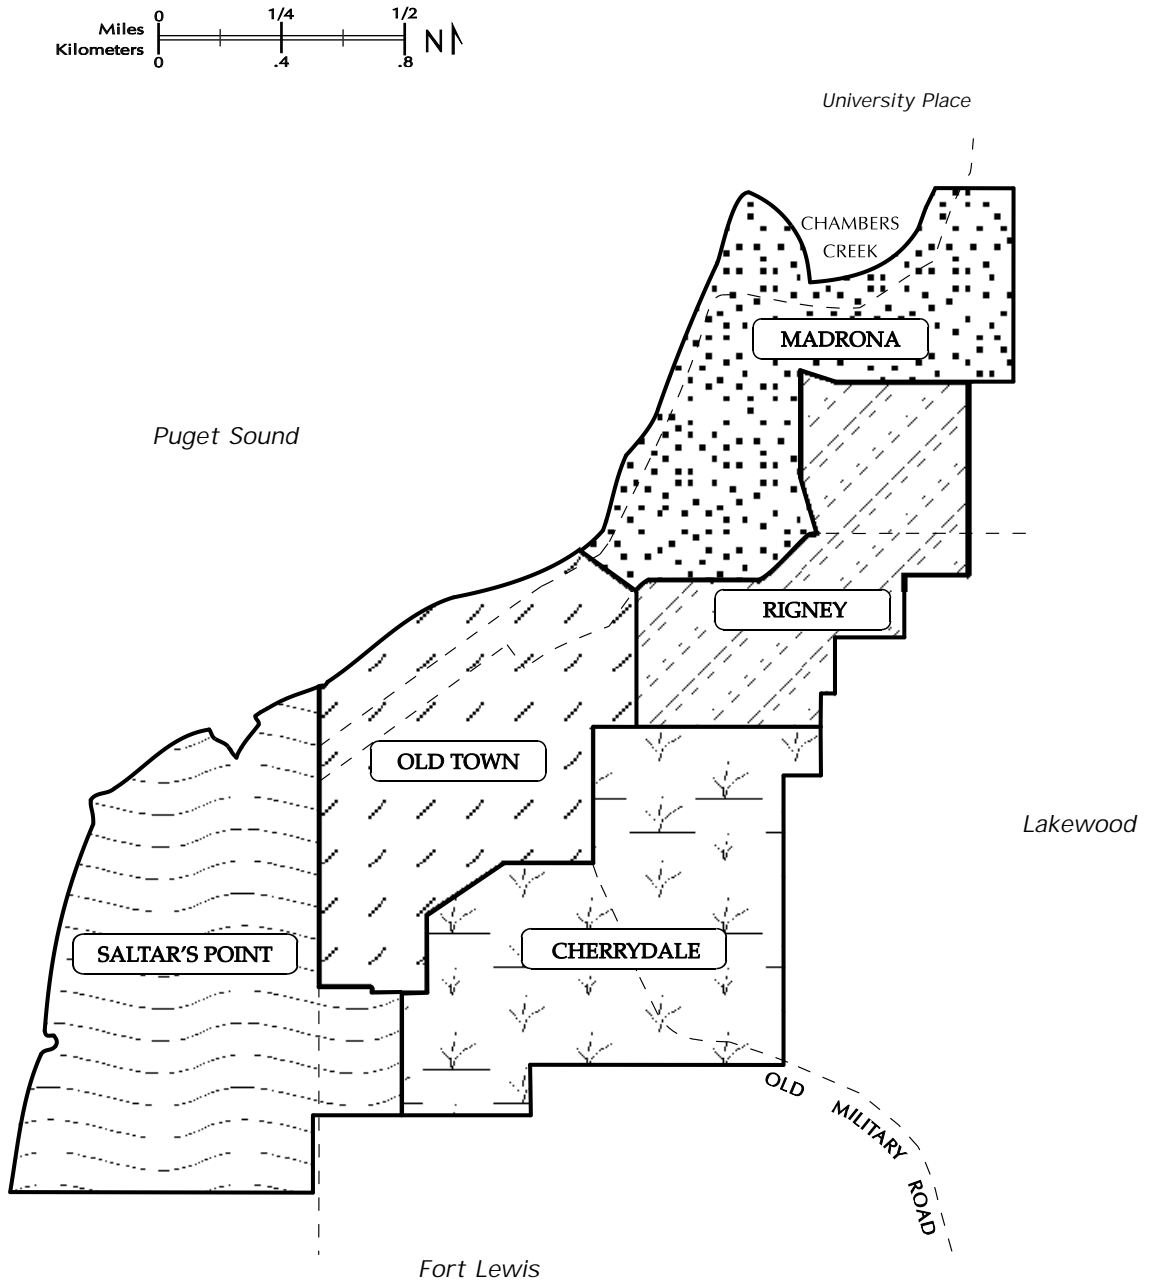 0 1/4 1/2
Miles
Kilometers
0 .4 .8
N
University Place
CHAMBERS
CREEK
MADRONA
Puget Sound
RIGNEY
OLD TOWN
Lakewood
SALTAR'S POINT
CHERRYDALE
OLD MILITARY ROAD
Fort Lewis